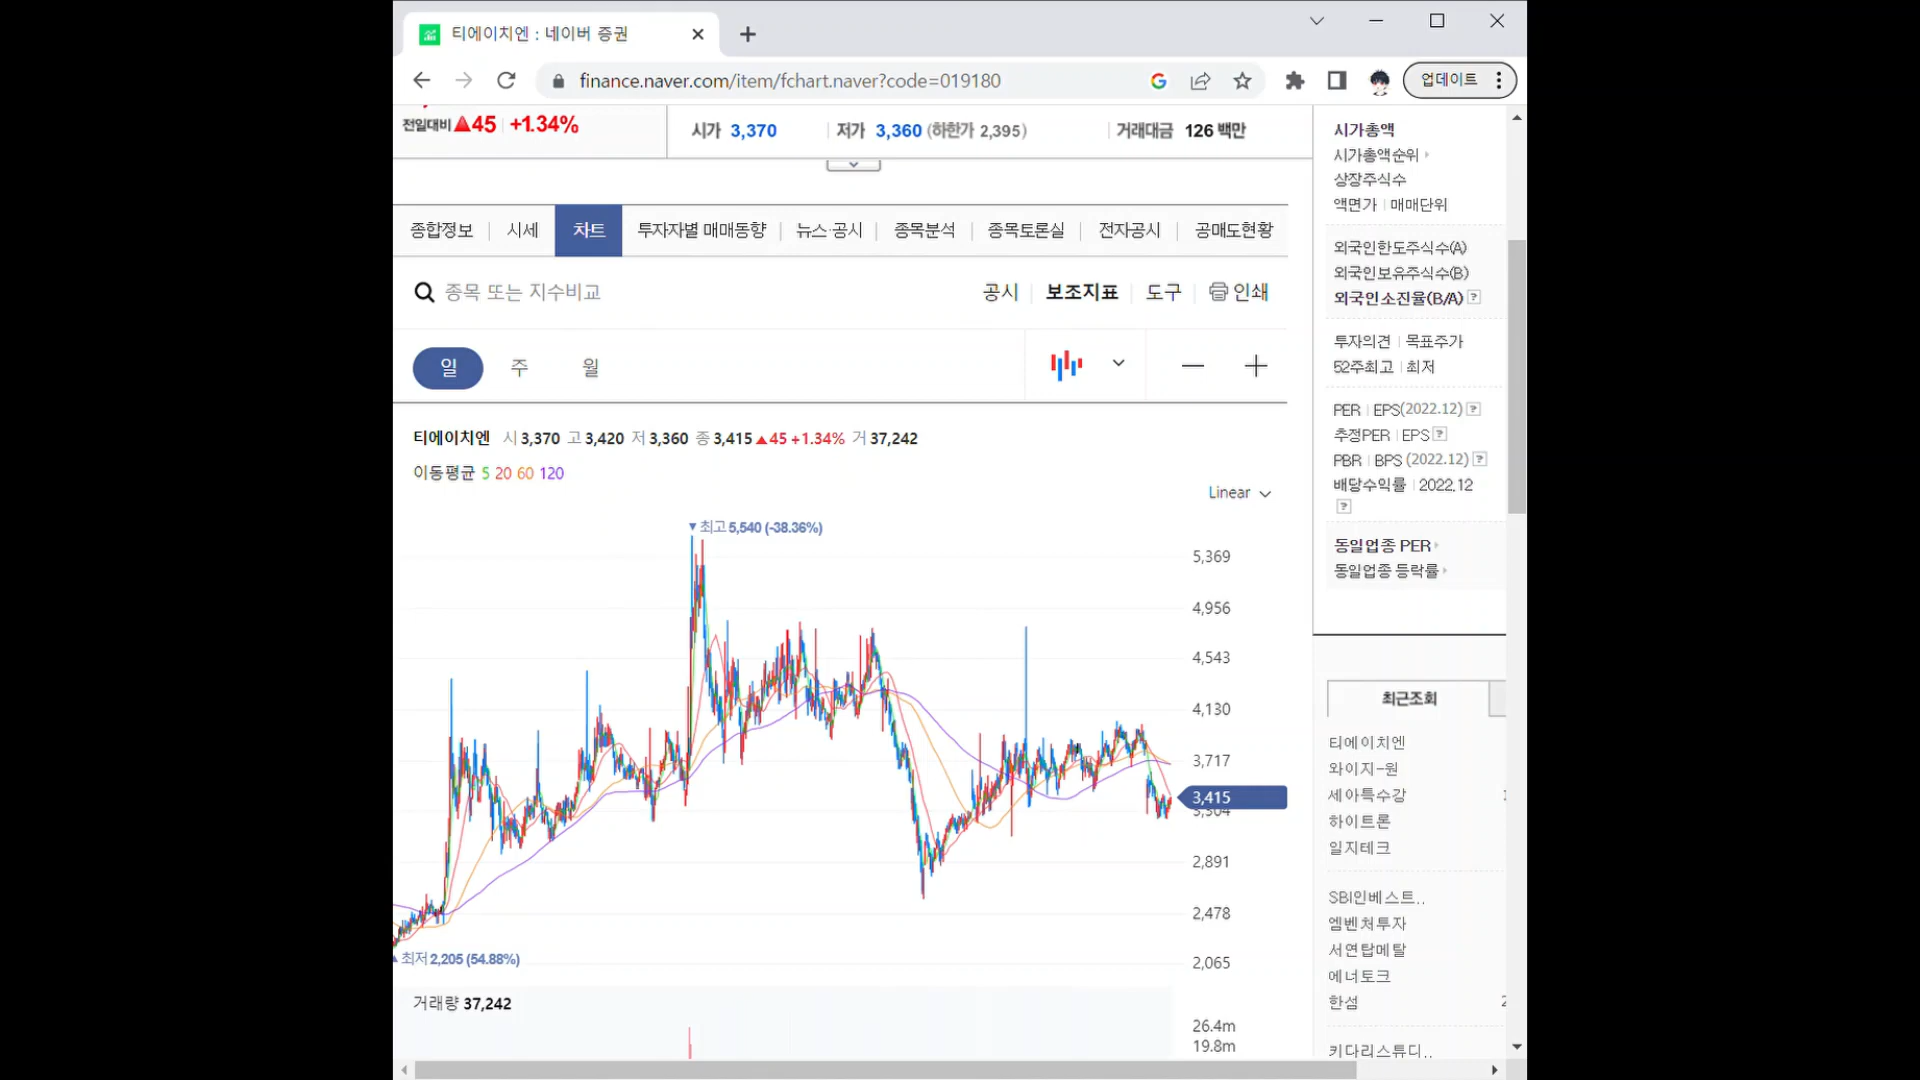 티에이치엔 : 네이버 증권
finance.naver.com/item/fchart.naver?code=019180
업데이트
전일대비 ▲45 +1.34%
시가 3,370 저가 3,360 (하한가 2,395) 거래대금 126 백만
종합정보 시세 차트 투자자별 매매동향 뉴스·공시 종목분석 종목토론실 전자공시 공매도현황
종목 또는 지수비교
공시 보조지표 도구 인쇄
일 주 월
티에이치엔 시 3,370 고 3,420 저 3,360 종 3,415 ▲45 +1.34% 거 37,242
이동평균 5 20 60 120
Linear
▼최고 5,540 (-38.36%)
5,369
4,956
4,543
4,130
3,717
3,415
3,304
2,891
2,478
▲최저 2,205 (54.88%)
2,065
거래량 37,242
26.4m
19.8m
시가총액
시가총액순위
상장주식수
액면가 매매단위
외국인한도주식수(A)
외국인보유주식수(B)
외국인소진율(B/A) ?
투자의견 목표주가
52주최고 최저
PER EPS(2022.12) ?
추정PER EPS ?
PBR BPS (2022.12) ?
배당수익률 2022.12
?
동일업종 PER
동일업종 등락률
최근조회
티에이치엔
와이지-원
세아특수강
하이트론
일지테크
SBI인베스트..
엠벤처투자
서연탑메탈
에너토크
한섬
키다리스튜디..